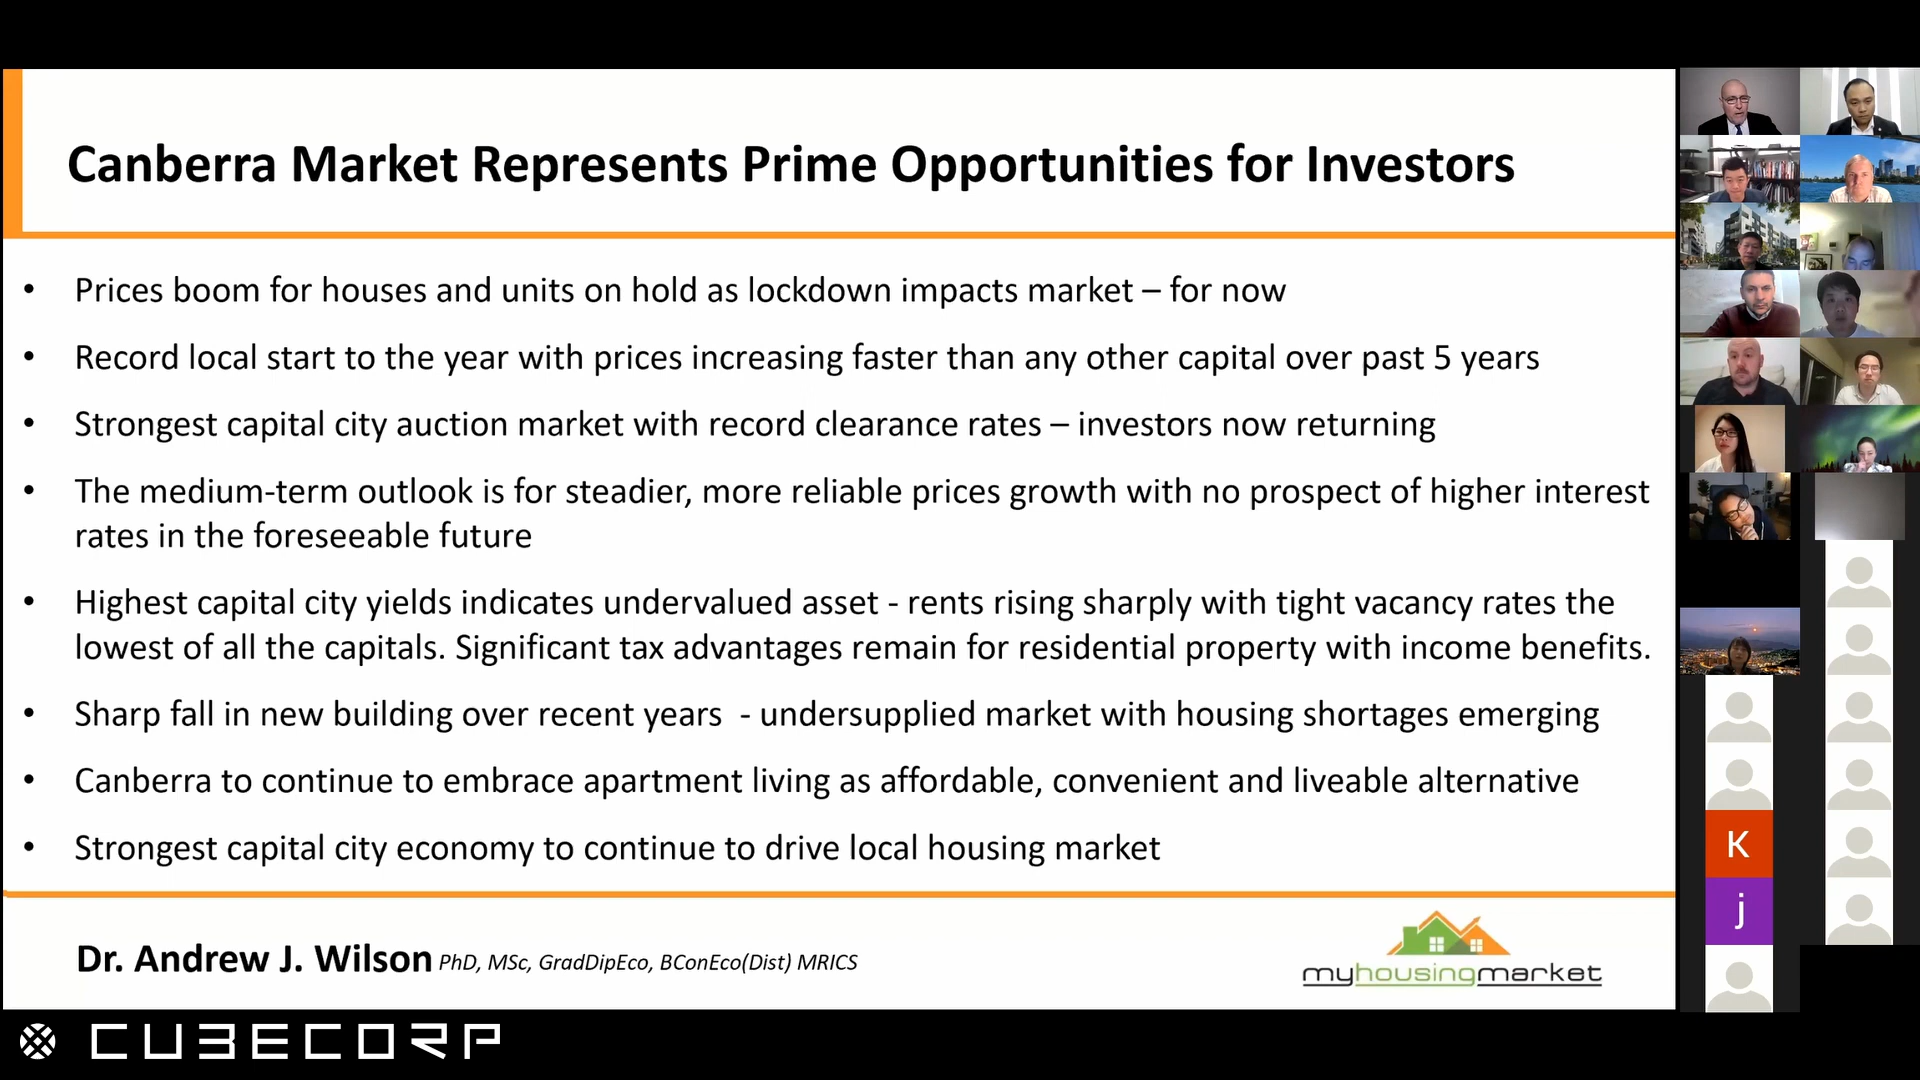 Canberra Market Represents Prime Opportunities for Investors
• Prices boom for houses and units on hold as lockdown impacts market – for now
• Record local start to the year with prices increasing faster than any other capital over past 5 years
• Strongest capital city auction market with record clearance rates – investors now returning
• The medium-term outlook is for steadier, more reliable prices growth with no prospect of higher interest
rates in the foreseeable future
• Highest capital city yields indicates undervalued asset - rents rising sharply with tight vacancy rates the
lowest of all the capitals. Significant tax advantages remain for residential property with income benefits.
• Sharp fall in new building over recent years - undersupplied market with housing shortages emerging
• Canberra to continue to embrace apartment living as affordable, convenient and liveable alternative
• Strongest capital city economy to continue to drive local housing market
Dr. Andrew J. Wilson PhD, MSc, GradDipEco, BConEco(Dist) MRICS
myhousingmarket
CUBECORP
K
j